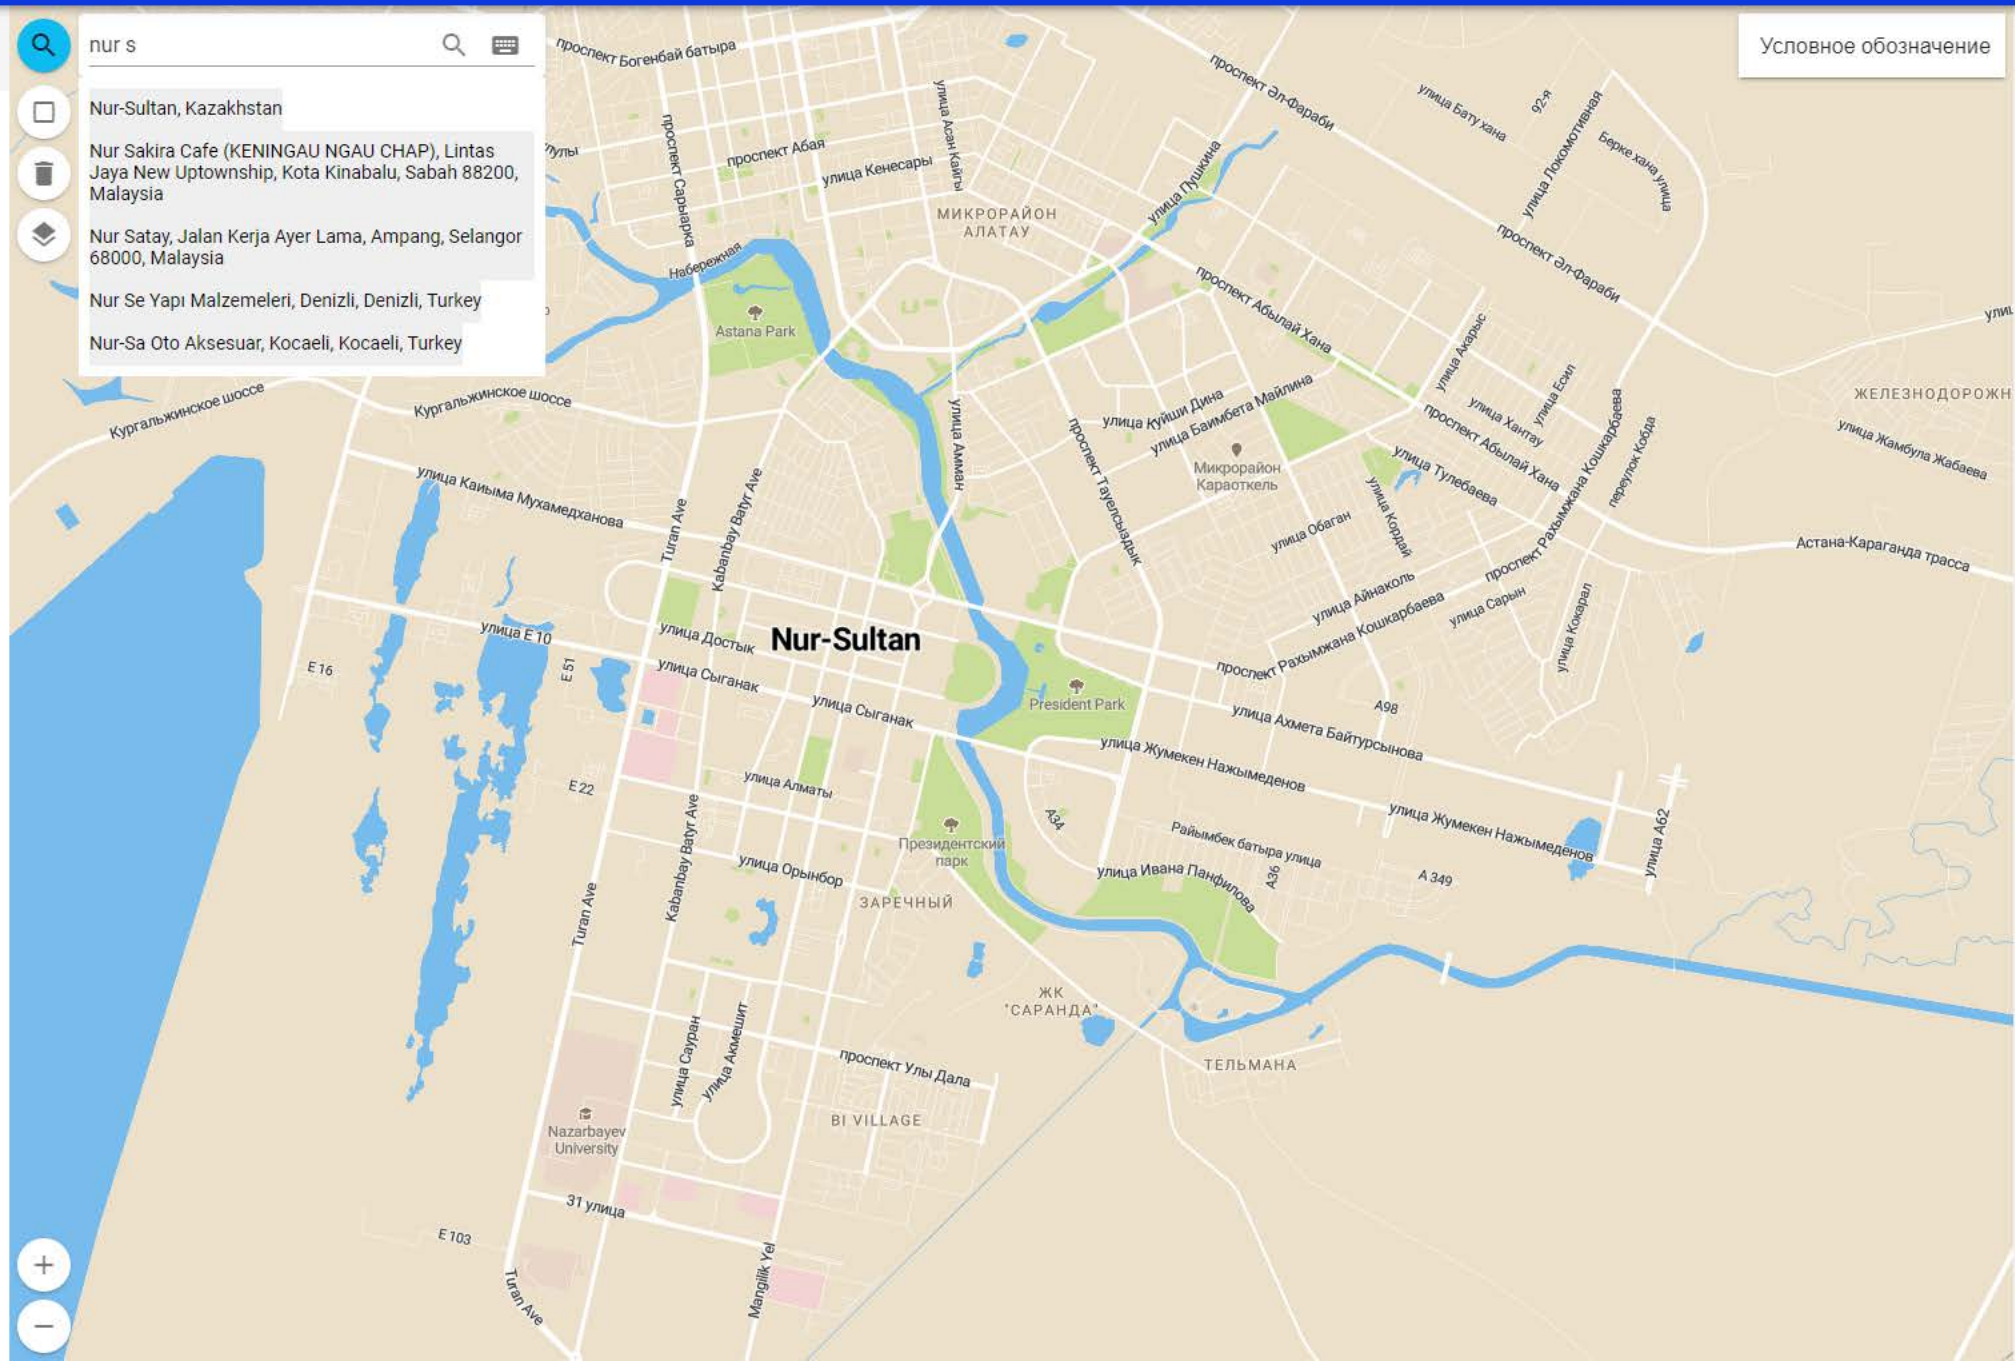 nur s
Условное обозначение
Nur-Sultan, Kazakhstan
Nur Sakira Cafe (KENINGAU NGAU CHAP), Lintas
Jaya New Uptownship, Kota Kinabalu, Sabah 88200,
Malaysia
Nur Satay, Jalan Kerja Ayer Lama, Ampang, Selangor
68000, Malaysia
Nur Se Yapı Malzemeleri, Denizli, Denizli, Turkey
Nur-Sa Oto Aksesuar, Kocaeli, Kocaeli, Turkey
проспект Богенбай батыра
проспект Эл-Фараби
улица Бату хана
92-я
улица Локомотивная
Берке хана улица
улица Асан Кайгы
проспект Сарыарка
проспект Абая
улица Кенесары
улица Пушкина
МИКРОРАЙОН
АЛАТАУ
проспект Эл-Фараби
Набережная
Astana Park
проспект Абылай Хана
улица Акарыс
улица Есил
улица Хантау
ЖЕЛЕЗНОДОРОЖН
Кургальжинское шоссе
Кургальжинское шоссе
улица Амман
улица Куйши Дина
улица Баимбета Майлина
проспект Тауелсыздык
проспект Абылай Хана
улица Жамбула Жабаева
переулок Кобда
проспект Рахымжана Кошкарбаева
Микрорайон
Караоткель
улица Тулебаева
улица Кордай
улица Обаган
улица Каиыма Мухамедханова
Turan Ave
Kabanbay Batyr Ave
Астана-Караганда трасса
улица Айнаколь
проспект Рахымжана Кошкарбаева
улица Сарын
улица Кокарал
улица Е 10
E 16
E 51
улица Достык
Nur-Sultan
улица Сыганак
улица Сыганак
President Park
A98
улица Ахмета Байтурсынова
улица Жумекен Нажымеденов
улица Жумекен Нажымеденов
E 22
улица Алматы
A34
Президентский
парк
Райымбек батыра улица
улица A62
улица Орынбор
улица Ивана Панфилова
A36
A 349
Kabanbay Batyr Ave
Turan Ave
ЗАРЕЧНЫЙ
ЖК
"САРАНДА"
улица Сауран
улица Акмешит
проспект Улы Дала
ТЕЛЬМАНА
BI VILLAGE
Nazarbayev
University
31 улица
E 103
Turan Ave
Mangilik Yel